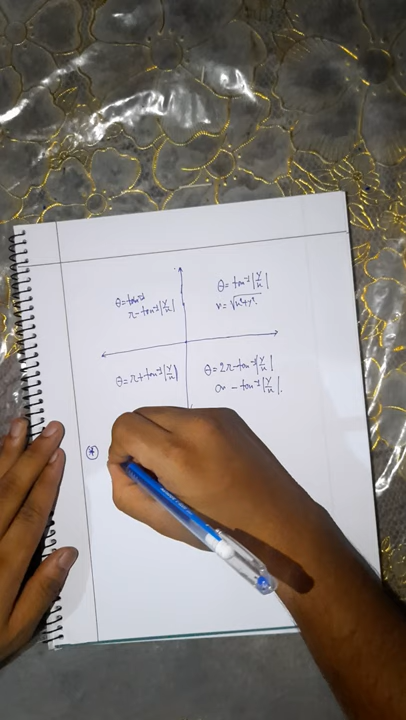 θ = tan⁻¹
π - tan⁻¹|y/x|
θ = tan⁻¹|y/x|
r = √x²+y².
θ = π + tan⁻¹|y/x|
θ = 2π - tan⁻¹|y/x|
or - tan⁻¹|y/x|.
(*)